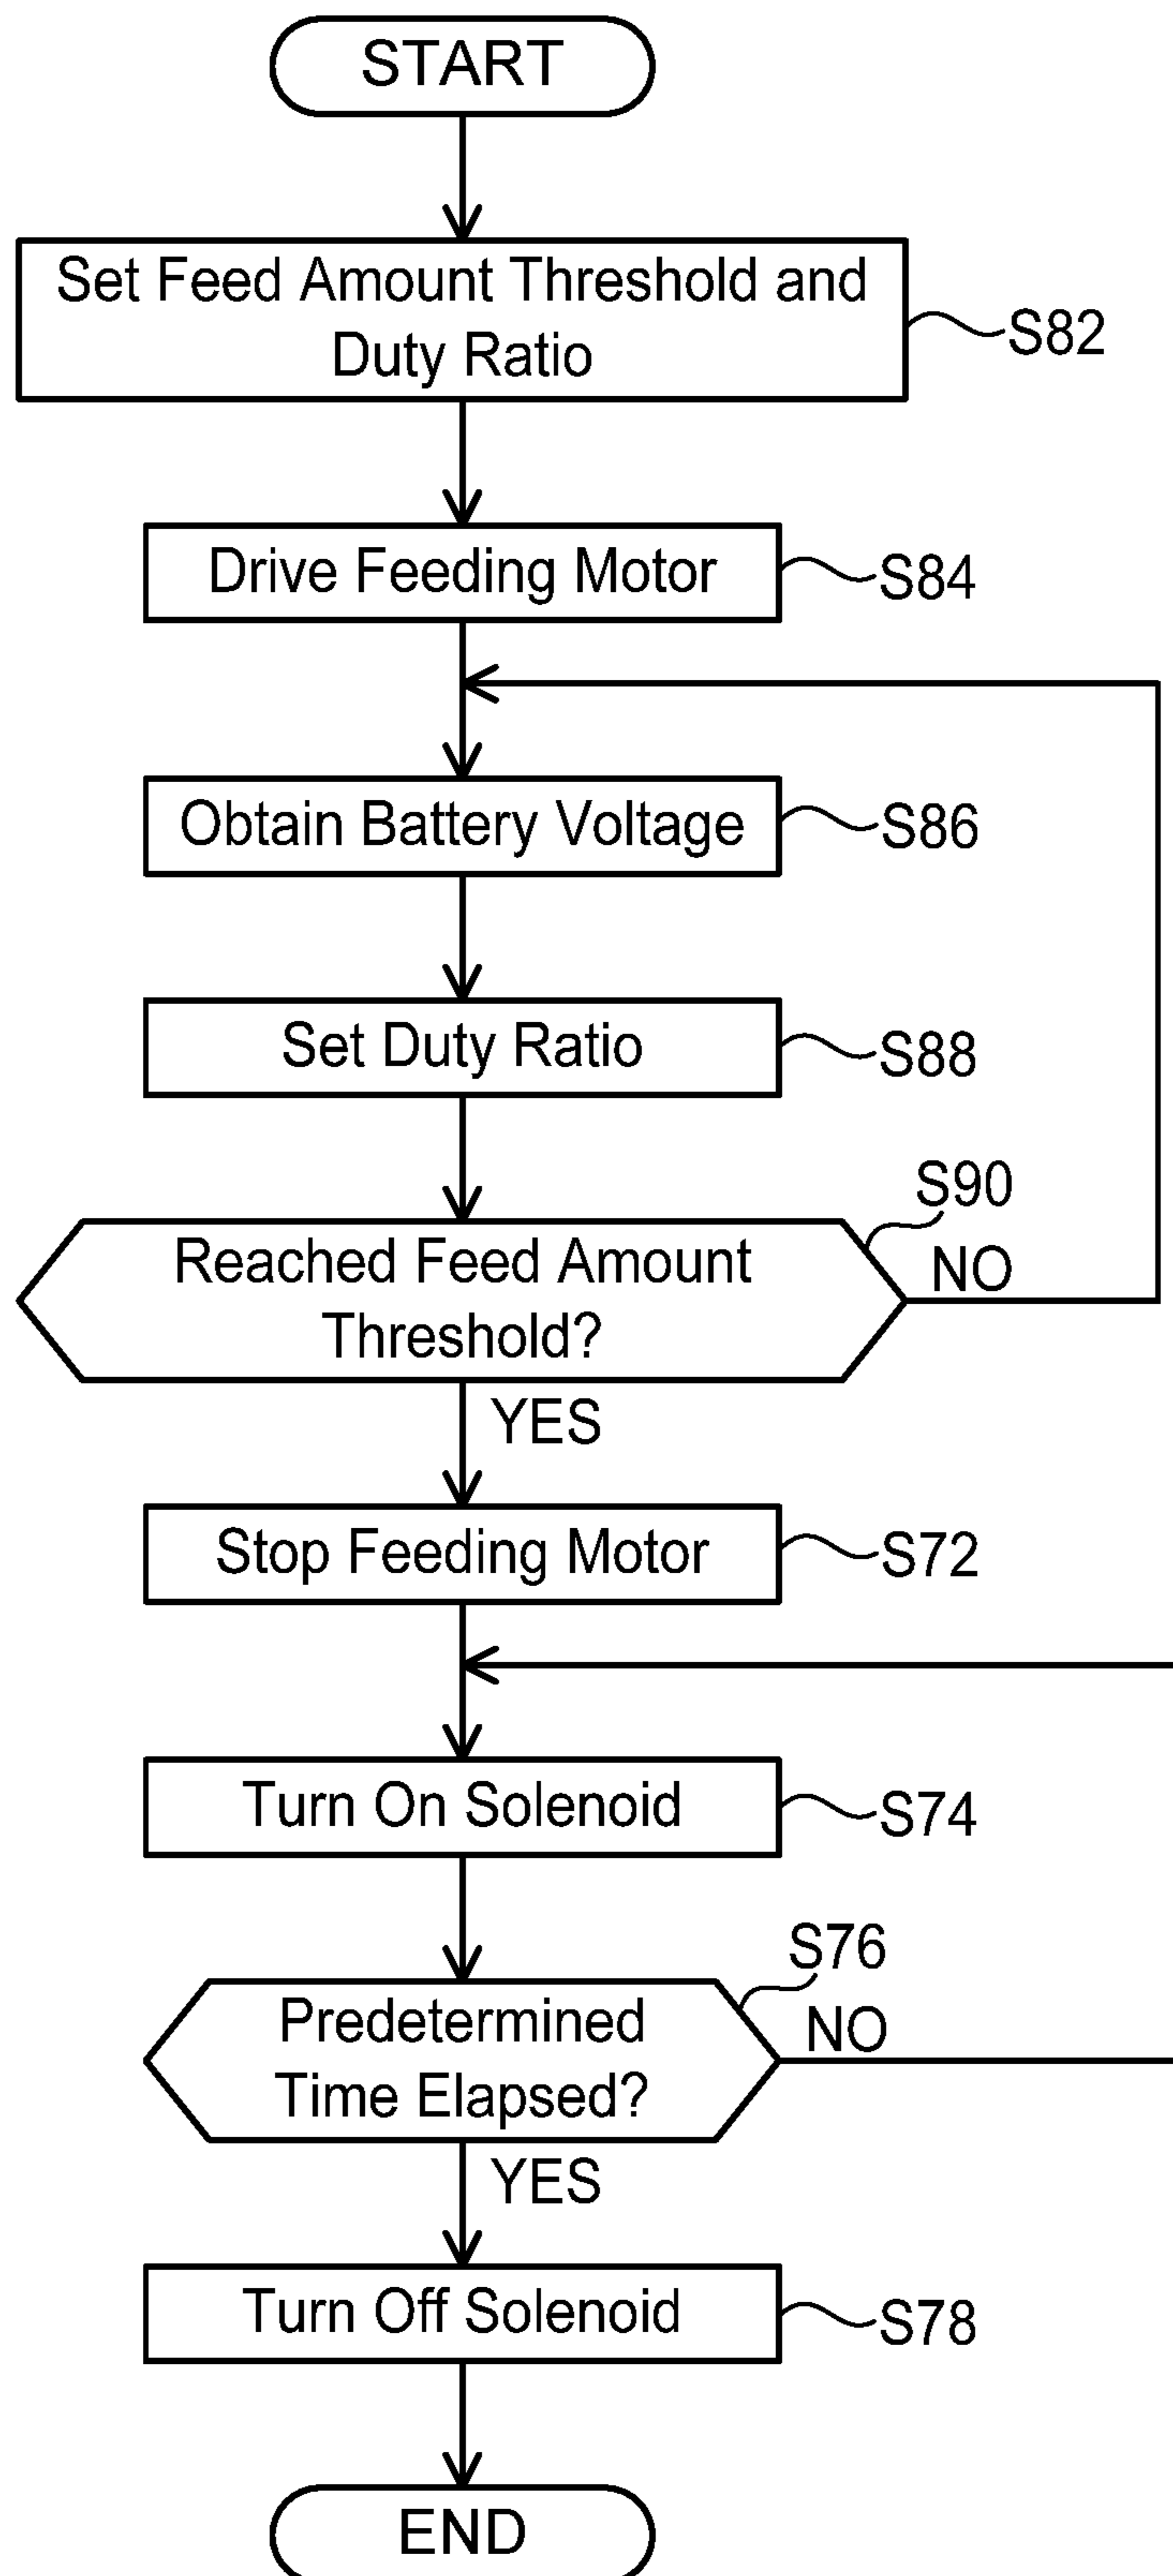 START
Set Feed Amount Threshold and
Duty Ratio
S82
Drive Feeding Motor
S84
Obtain Battery Voltage
S86
Set Duty Ratio
S88
S90
Reached Feed Amount
Threshold?
NO
YES
Stop Feeding Motor
S72
Turn On Solenoid
S74
S76
Predetermined
Time Elapsed?
NO
YES
Turn Off Solenoid
S78
END